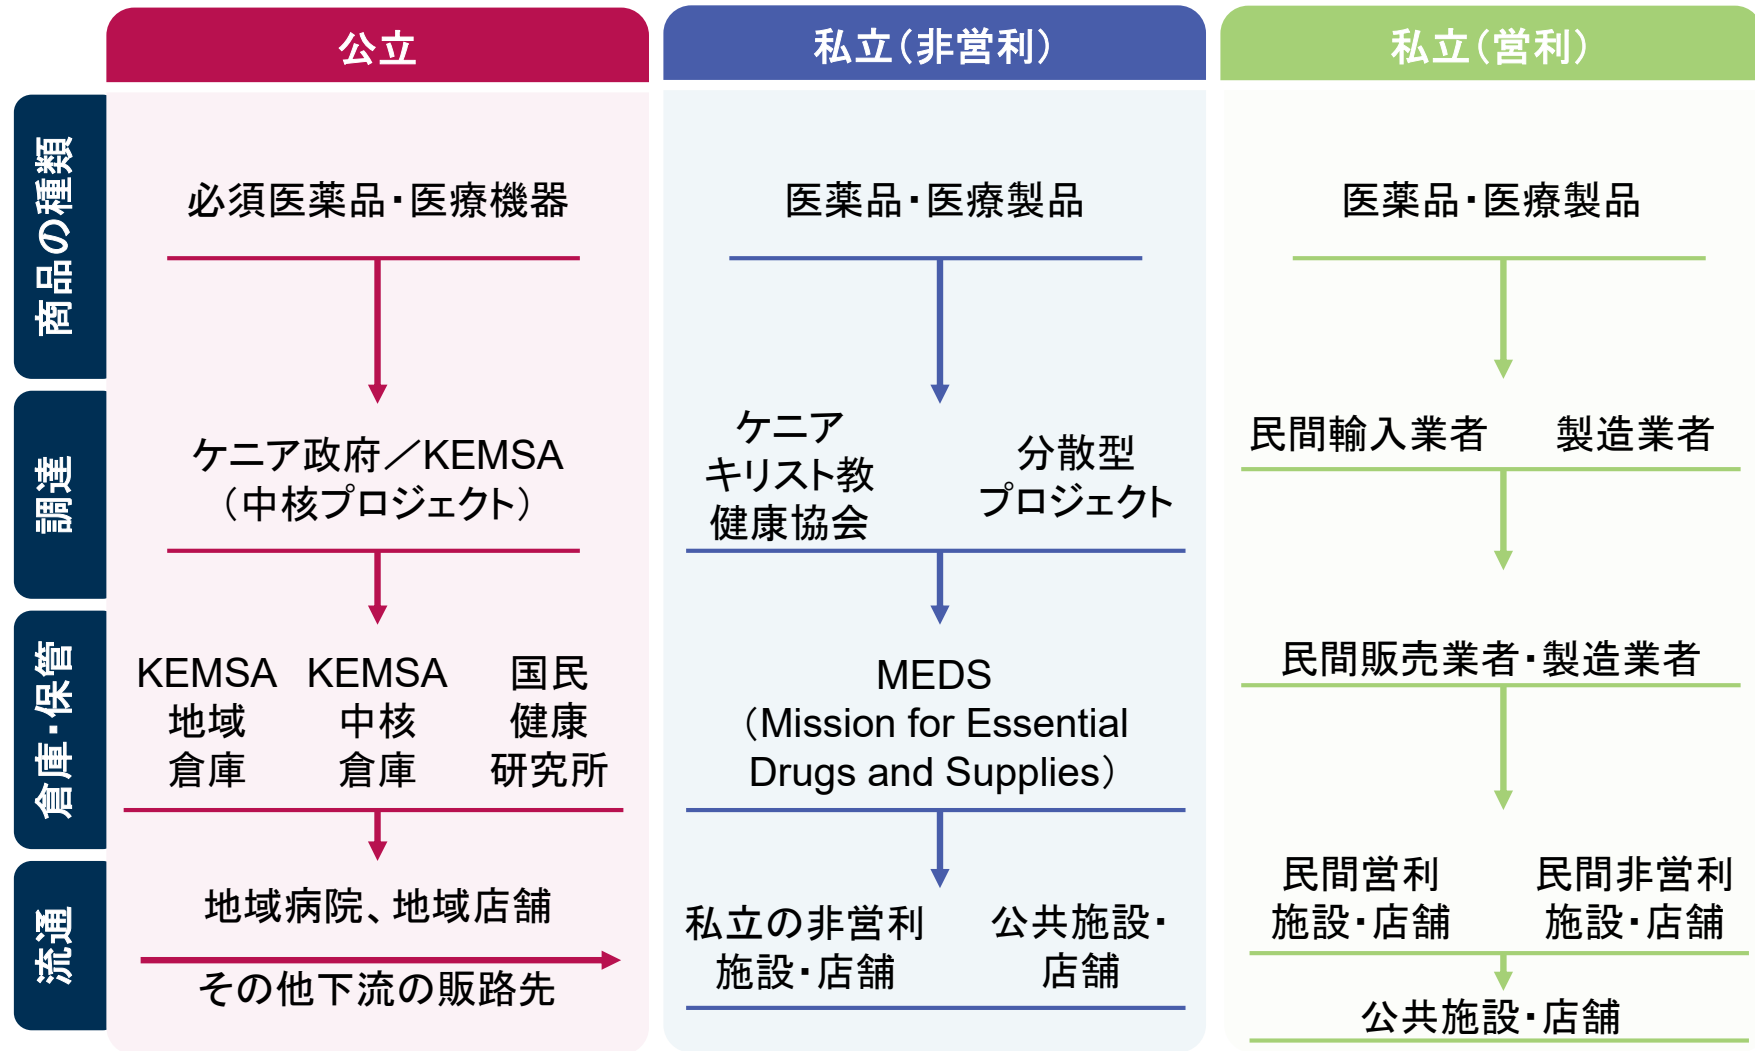 公立
私立（非営利）
私立（営利）
商品の種類
必須医薬品・医療機器
医薬品・医療製品
医薬品・医療製品
調達
ケニア政府／KEMSA
（中核プロジェクト）
ケニア
キリスト教
健康協会
分散型
プロジェクト
民間輸入業者
製造業者
倉庫・保管
KEMSA
地域
倉庫
KEMSA
中核
倉庫
国民
健康
研究所
MEDS
（Mission for Essential
Drugs and Supplies）
民間販売業者・製造業者
流通
地域病院、地域店舗
その他下流の販路先
私立の非営利
施設・店舗
公共施設・
店舗
民間営利
施設・店舗
民間非営利
施設・店舗
公共施設・店舗